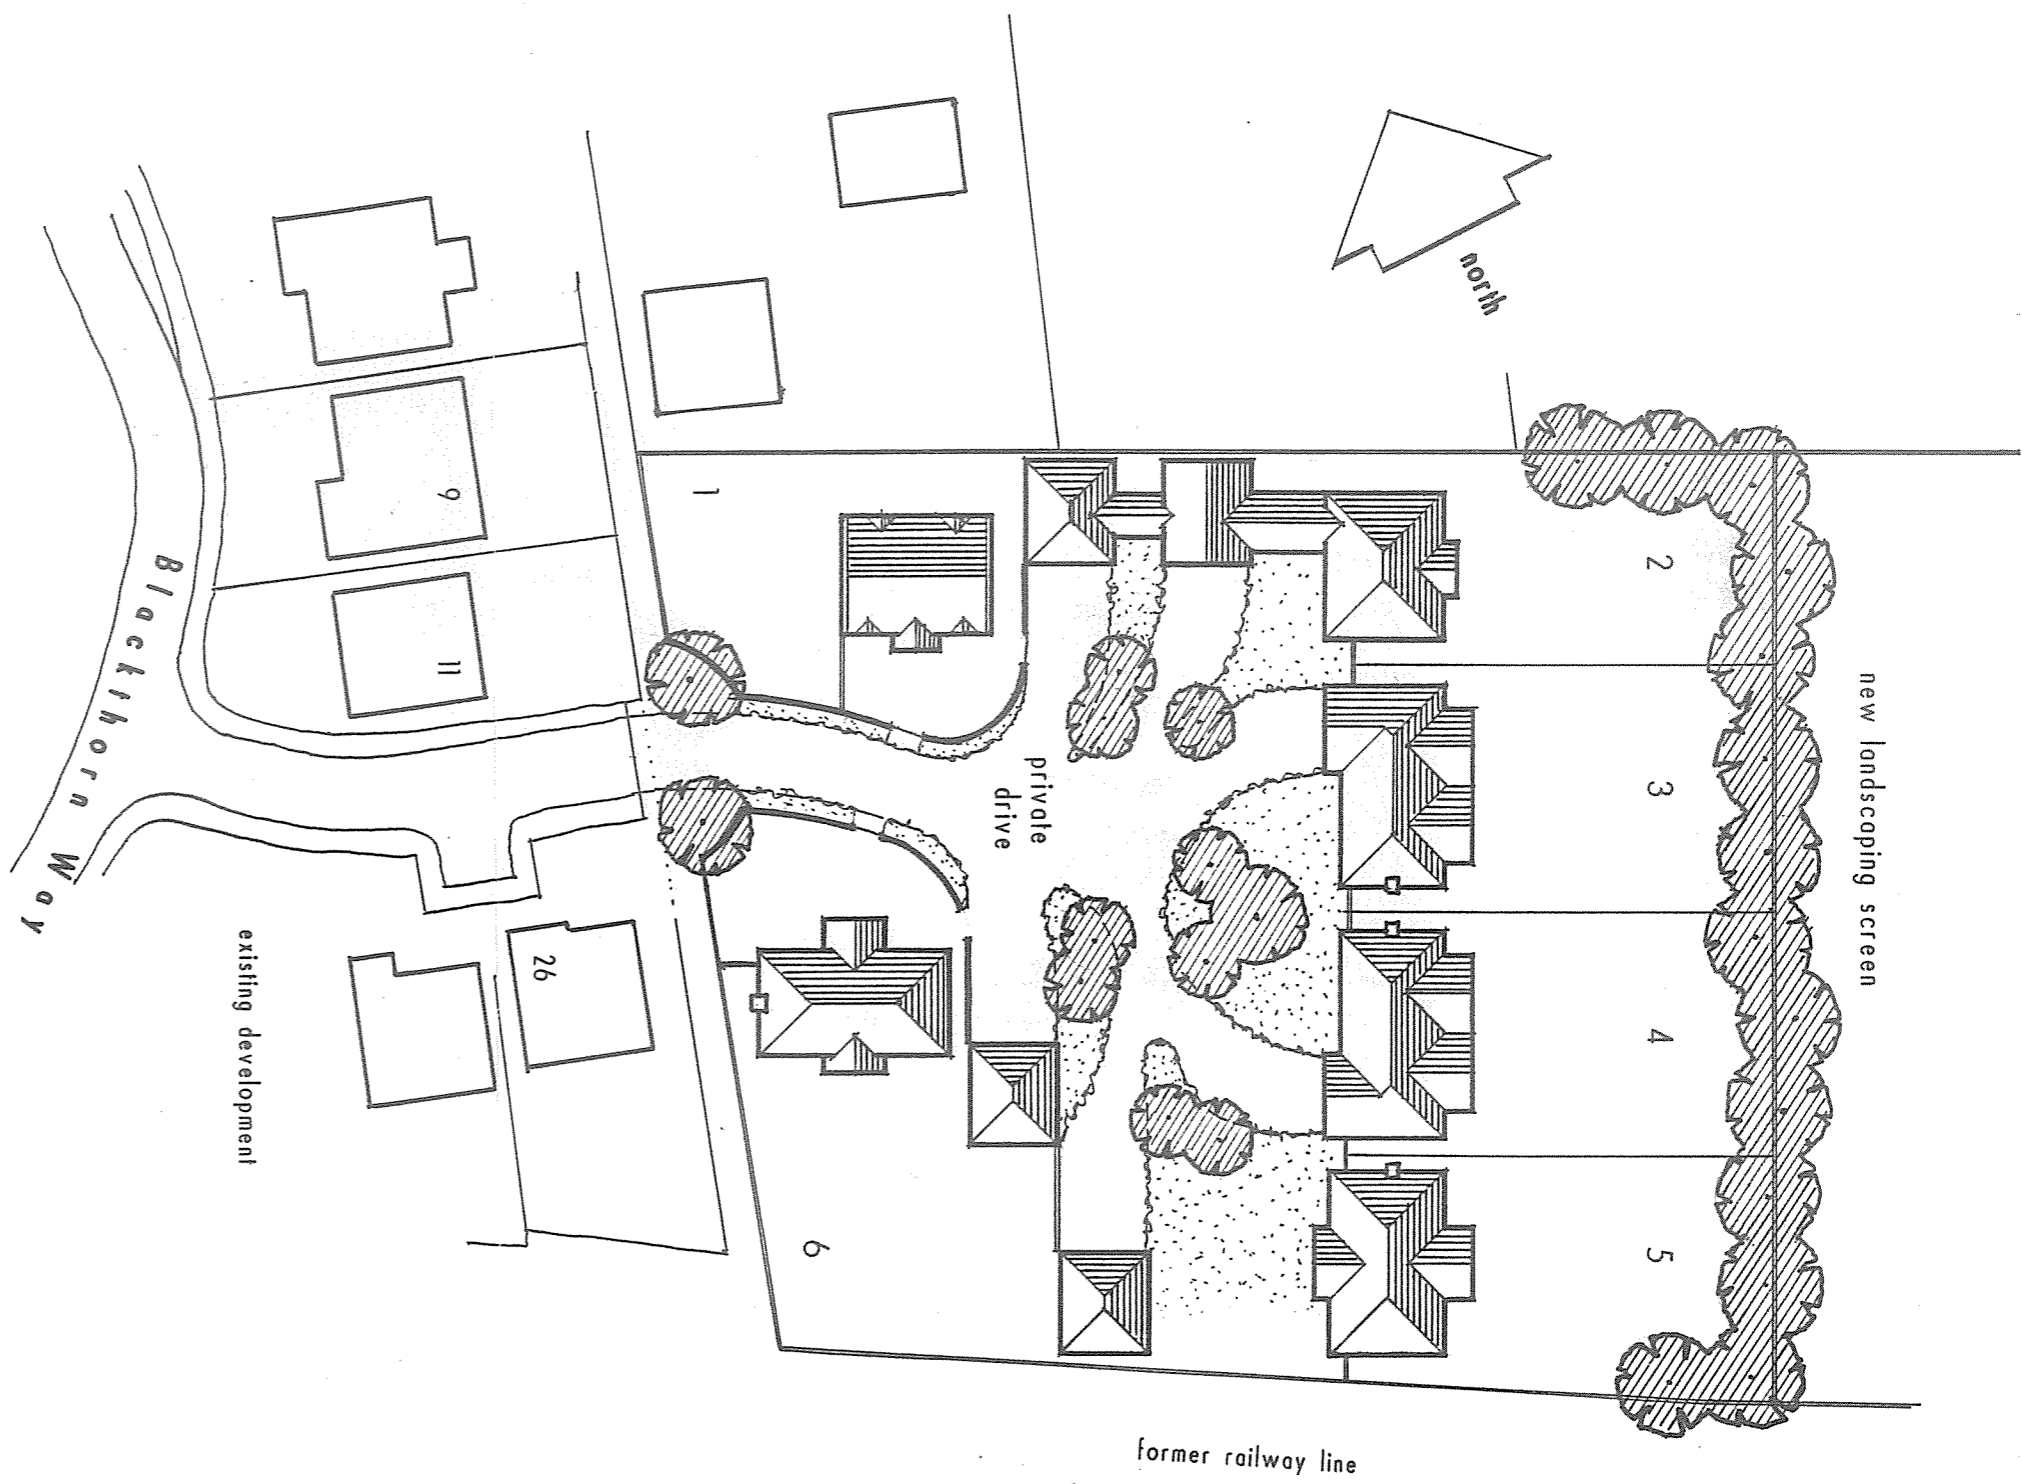 north
new landscaping screen
1
2
3
4
5
6
private
drive
9
11
26
Blackthorn Way
existing development
former railway line